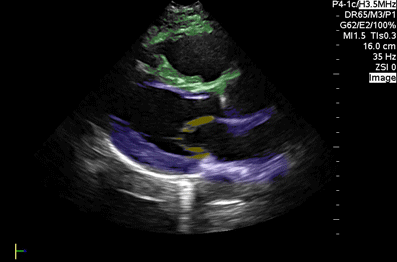 P4-1c/H3.5MHz
DR65/M3/P1
G62/E2/100%
MI1.5 TIs0.3
16.0 cm
35 Hz
ZSI 0
Image